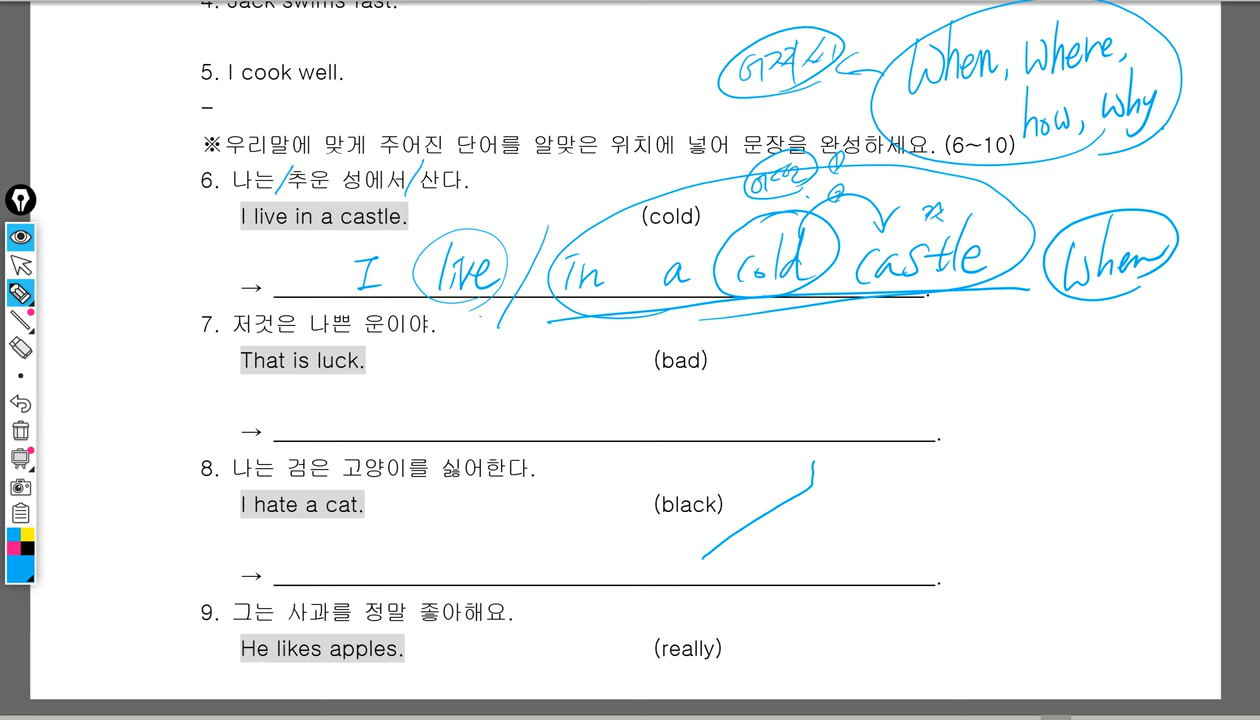 4. Jack swims fast.
When, where,
how, why
5. I cook well.
–
※우리말에 맞게 주어진 단어를 알맞은 위치에 넣어 문장을 완성하세요. (6~10)
6. 나는/추운 성에서/산다.
I live in a castle. (cold)
→ I live / in a cold castle. When
7. 저것은 나쁜 운이야.
That is luck. (bad)
→ .
8. 나는 검은 고양이를 싫어한다.
I hate a cat. (black)
→ .
9. 그는 사과를 정말 좋아해요.
He likes apples. (really)